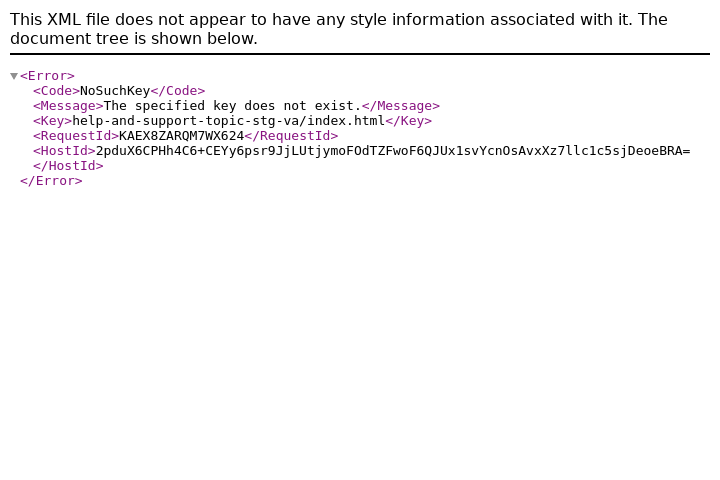 This XML file does not appear to have any style information associated with it. The
document tree is shown below.
<Error>
<Code>NoSuchKey</Code>
<Message>The specified key does not exist.</Message>
<Key>help-and-support-topic-stg-va/index.html</Key>
<RequestId>KAEX8ZARQM7WX624</RequestId>
<HostId>2pduX6CPHh4C6+CEYy6psr9JjLUtjymoFOdTZFwoF6QJUx1svYcnOsAvxXz7llc1c5sjDeoeBRA=
</HostId>
</Error>